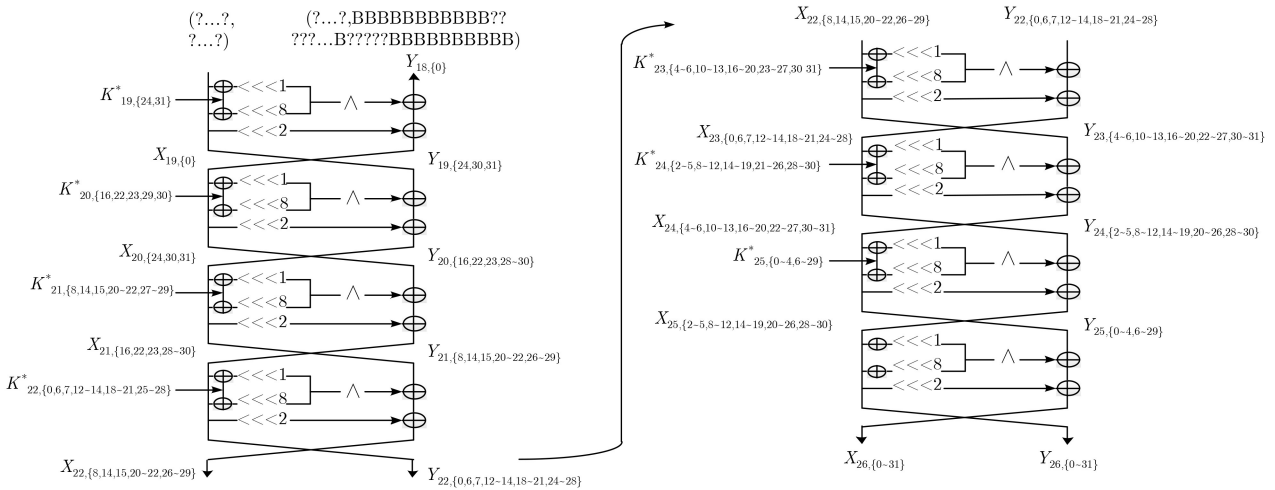 (?...?,
?...?)
(?...?,BBBBBBBBBBB??
???...B?????BBBBBBBBBB)
Y18,{0}
K*19,{24,31}
<<<1
<<<8
∧
<<<2
X19,{0}
Y19,{24,30,31}
K*20,{16,22,23,29,30}
<<<1
<<<8
∧
<<<2
X20,{24,30,31}
Y20,{16,22,23,28~30}
K*21,{8,14,15,20~22,27~29}
<<<1
<<<8
∧
<<<2
X21,{16,22,23,28~30}
Y21,{8,14,15,20~22,26~29}
K*22,{0,6,7,12~14,18~21,25~28}
<<<1
<<<8
∧
<<<2
X22,{8,14,15,20~22,26~29}
Y22,{0,6,7,12~14,18~21,24~28}
X22,{8,14,15,20~22,26~29}
Y22,{0,6,7,12~14,18~21,24~28}
K*23,{4~6,10~13,16~20,23~27,30 31}
<<<1
<<<8
∧
<<<2
X23,{0,6,7,12~14,18~21,24~28}
Y23,{4~6,10~13,16~20,22~27,30~31}
K*24,{2~5,8~12,14~19,21~26,28~30}
<<<1
<<<8
∧
<<<2
X24,{4~6,10~13,16~20,22~27,30~31}
Y24,{2~5,8~12,14~19,20~26,28~30}
K*25,{0~4,6~29}
<<<1
<<<8
∧
<<<2
X25,{2~5,8~12,14~19,20~26,28~30}
Y25,{0~4,6~29}
<<<1
<<<8
∧
<<<2
X26,{0~31}
Y26,{0~31}